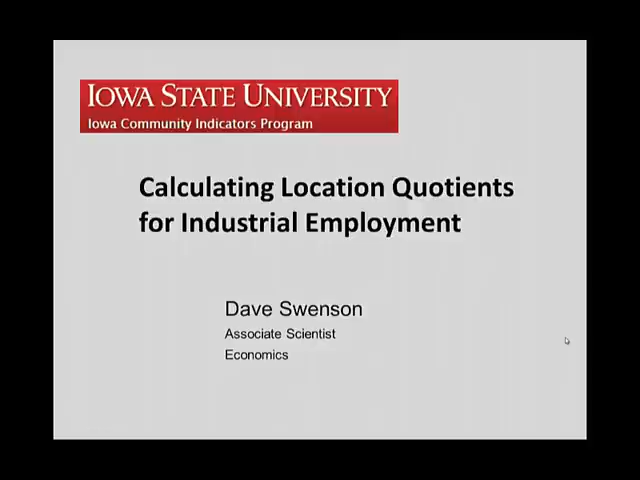 IOWA STATE UNIVERSITY
Iowa Community Indicators Program
Calculating Location Quotients
for Industrial Employment
Dave Swenson
Associate Scientist
Economics